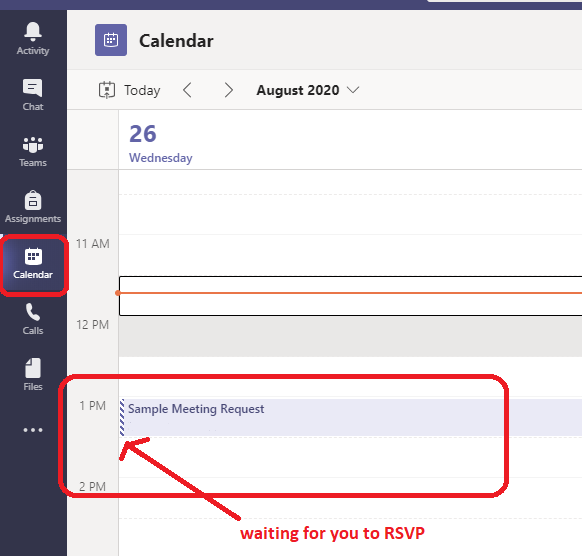 Activity
Chat
Teams
Assignments
Calendar
Calls
Files
Calendar
Today
August 2020
26
Wednesday
11 AM
12 PM
1 PM
Sample Meeting Request
2 PM
waiting for you to RSVP